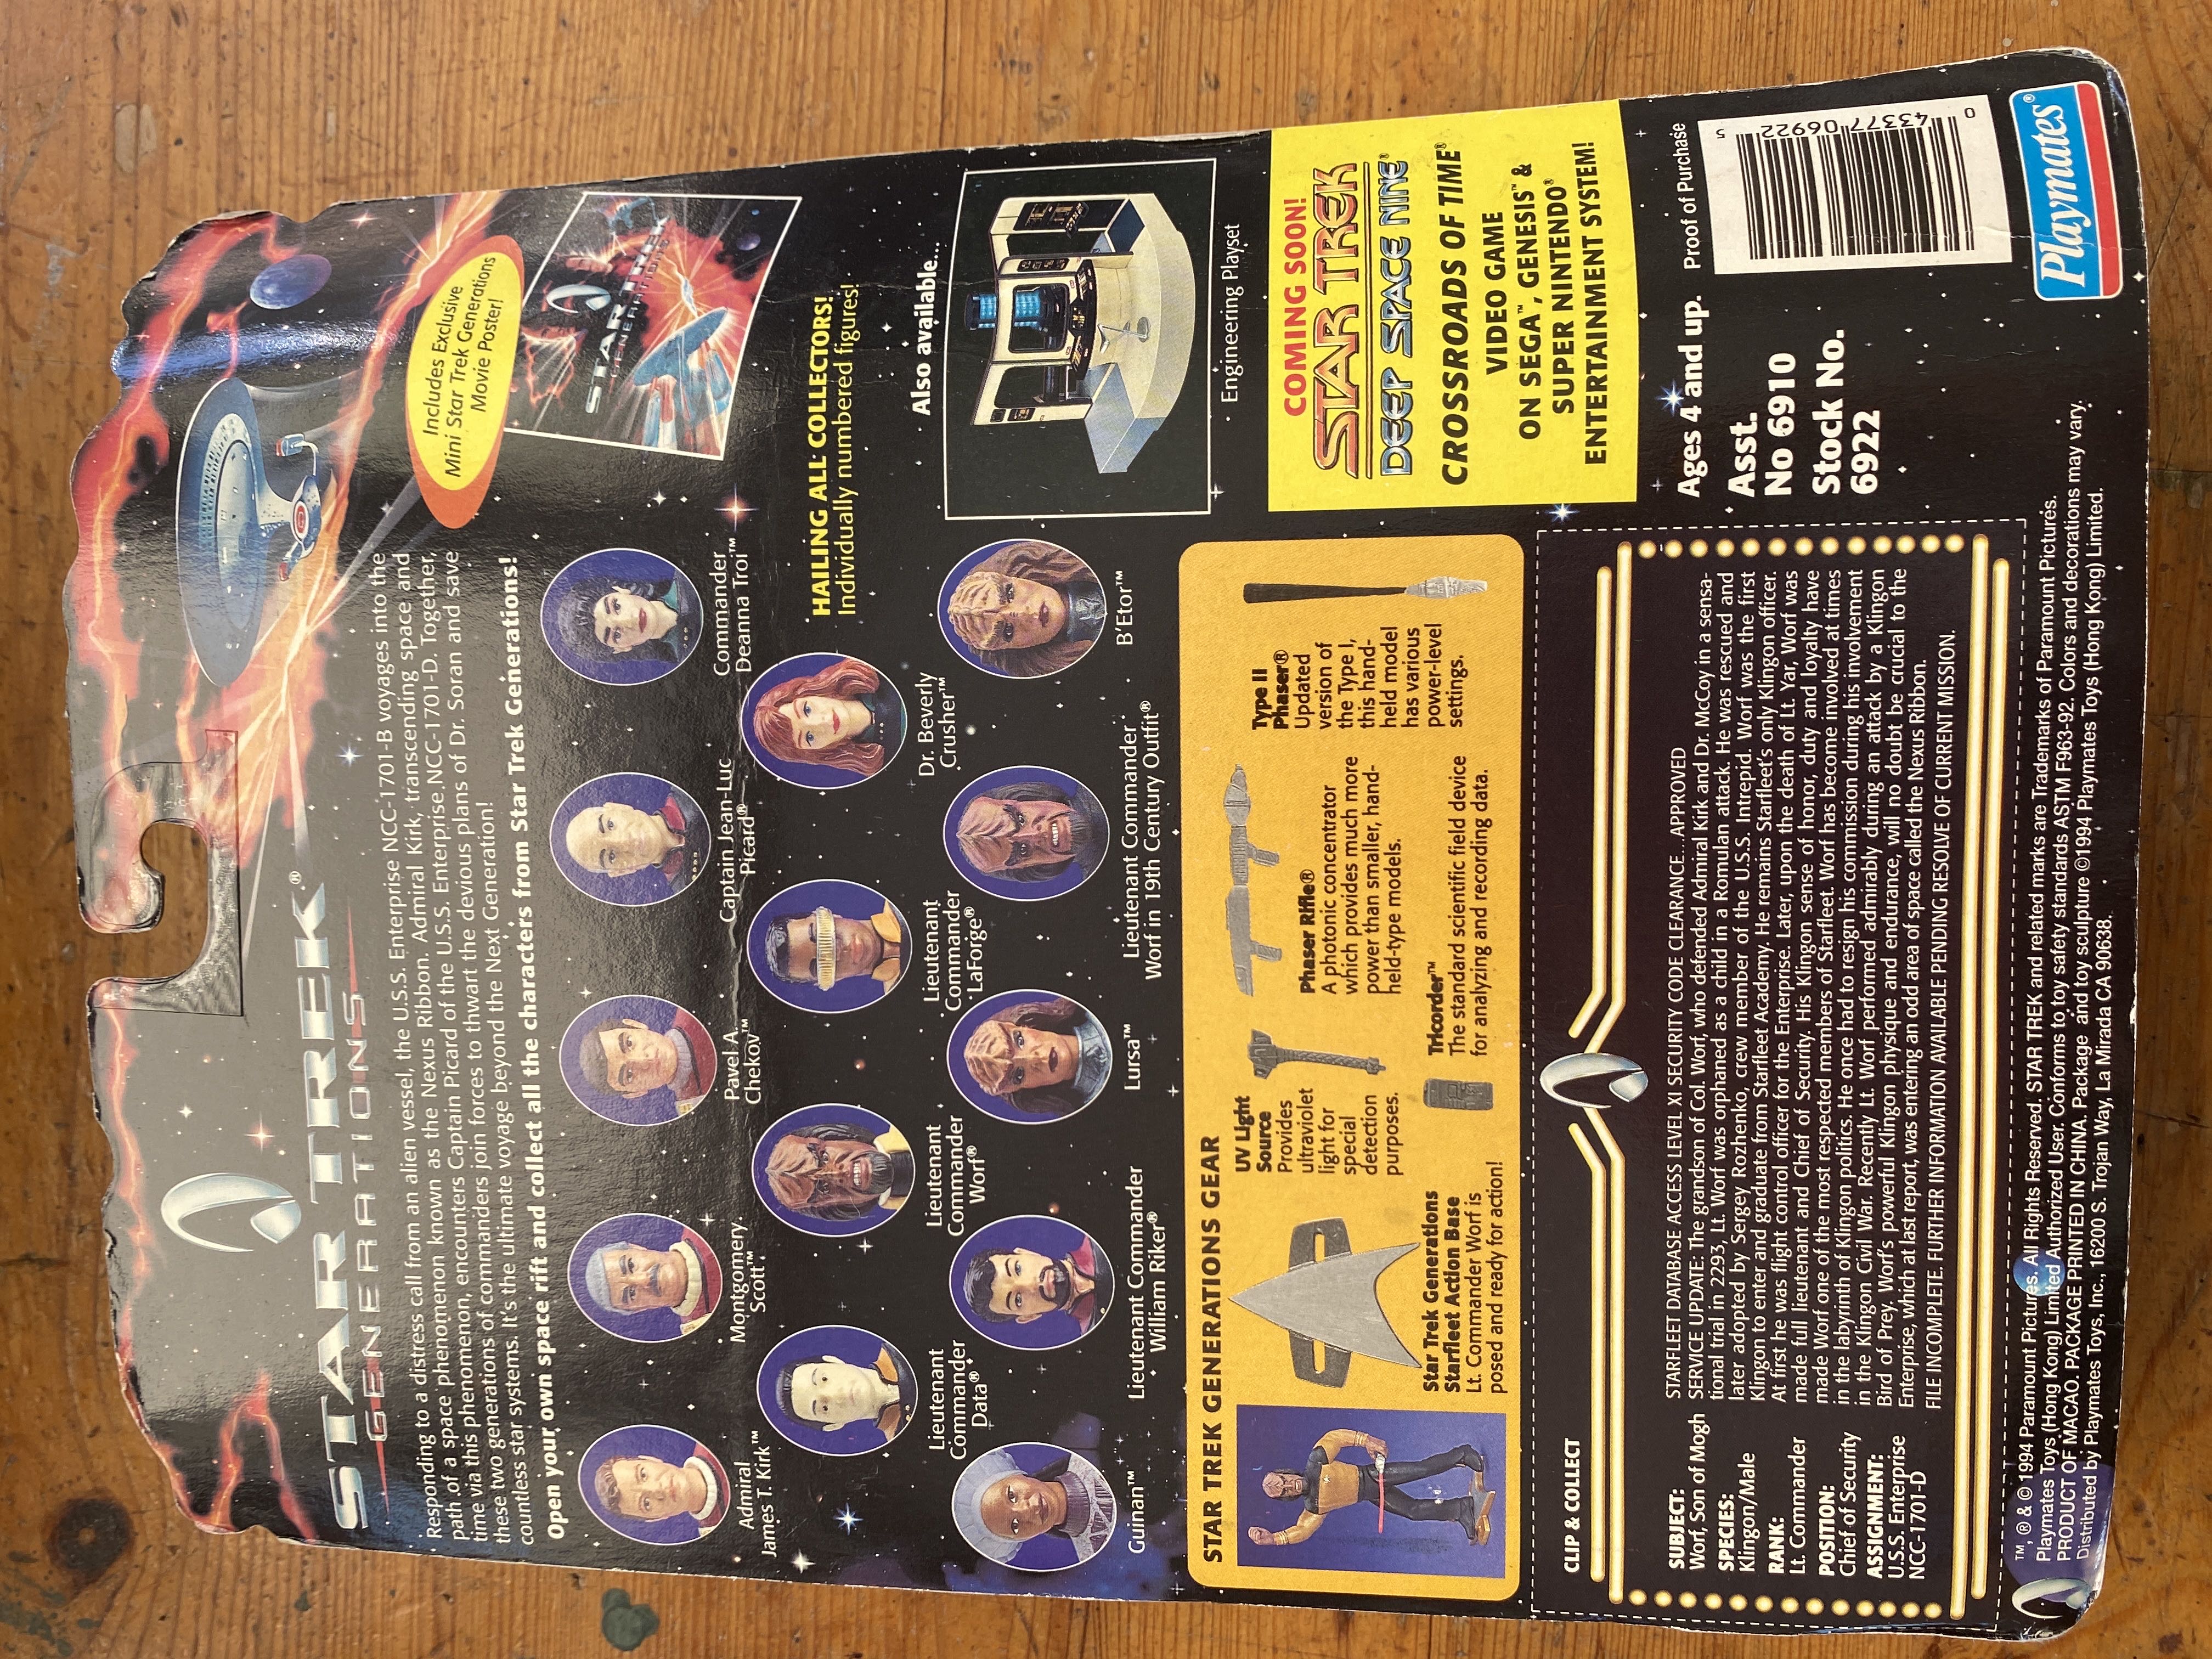 STAR TREK®
GENERATIONS
Responding to a distress call from an alien vessel, the U.S.S. Enterprise NCC-1701-B voyages into the
path of a space phenomenon known as the Nexus Ribbon. Admiral Kirk, transcending space and
time via this phenomenon, encounters Captain Picard of the U.S.S. Enterprise NCC-1701-D. Together,
these two generations of commanders join forces to thwart the devious plans of Dr. Soran and save
countless star systems. It's the ultimate voyage beyond the Next Generation!
Open your own space rift and collect all the characters from Star Trek Generations!
Includes Exclusive
Mini Star Trek Generations
Movie Poster!
STAR TREK
GENERATIONS
Admiral
James T. Kirk™
Montgomery
Scott™
Pavel A.
Chekov™
Captain Jean-Luc
Picard®
Commander
Deanna Troi™
Lieutenant
Commander
Data®
Lieutenant
Commander
Worf®
Lieutenant
Commander
LaForge®
Dr. Beverly
Crusher™
HAILING ALL COLLECTORS!
Individually numbered figures!
Guinan™
Lieutenant Commander
William Riker®
Lursa™
Lieutenant Commander
Worf in 19th Century Outfit®
B'Etor™
Also available...
Engineering Playset
STAR TREK GENERATIONS GEAR
Star Trek Generations
Starfleet Action Base
Lt. Commander Worf is
posed and ready for action!
UV Light
Source
Provides
ultraviolet
light for
special
detection
purposes.
Tricorder™
The standard scientific field device
for analyzing and recording data.
Phaser Rifle®
A photonic concentrator
which provides much more
power than smaller, hand-
held-type models.
Type II
Phaser®
Updated
version of
the Type I,
this hand-
held model
has various
power-level
settings.
COMING SOON!
STAR TREK
DEEP SPACE NINE®
CROSSROADS OF TIME®
VIDEO GAME
ON SEGA™, GENESIS™ &
SUPER NINTENDO®
ENTERTAINMENT SYSTEM!
CLIP & COLLECT
SUBJECT:
Worf, Son of Mogh
SPECIES:
Klingon/Male
RANK:
Lt. Commander
POSITION:
Chief of Security
ASSIGNMENT:
U.S.S. Enterprise
NCC-1701-D
STARFLEET DATABASE ACCESS LEVEL XI SECURITY CODE CLEARANCE...APPROVED
SERVICE UPDATE: The grandson of Col. Worf, who defended Admiral Kirk and Dr. McCoy in a sensa-
tional trial in 2293, Lt. Worf was orphaned as a child in a Romulan attack. He was rescued and
later adopted by Sergey Rozhenko, crew member of the U.S.S. Intrepid. Worf was the first
Klingon to enter and graduate from Starfleet Academy. He remains Starfleet's only Klingon officer.
At first he was flight control officer for the Enterprise. Later, upon the death of Lt. Yar, Worf was
made full lieutenant and Chief of Security. His Klingon sense of honor, duty and loyalty have
made Worf one of the most respected members of Starfleet. Worf has become involved at times
in the labyrinth of Klingon politics. He once had to resign his commission during his involvement
in the Klingon Civil War. Recently Lt. Worf performed admirably during an attack by a Klingon
Bird of Prey. Worf's powerful Klingon physique and endurance, will no doubt be crucial to the
Enterprise, which at last report, was entering an odd area of space called the Nexus Ribbon.
FILE INCOMPLETE. FURTHER INFORMATION AVAILABLE PENDING RESOLVE OF CURRENT MISSION.
Ages 4 and up.
Proof of Purchase
Asst.
No 6910
Stock No.
6922
0 43377 06922 5
Playmates®
™, ® & © 1994 Paramount Pictures. All Rights Reserved. STAR TREK and related marks are Trademarks of Paramount Pictures.
Playmates Toys (Hong Kong) Limited Authorized User. Conforms to toy safety standards ASTM F963-92. Colors and decorations may vary.
PRODUCT OF MACAO. PACKAGE PRINTED IN CHINA. Package and toy sculpture ©1994 Playmates Toys (Hong Kong) Limited.
Distributed by Playmates Toys, Inc., 16200 S. Trojan Way, La Mirada CA 90638.